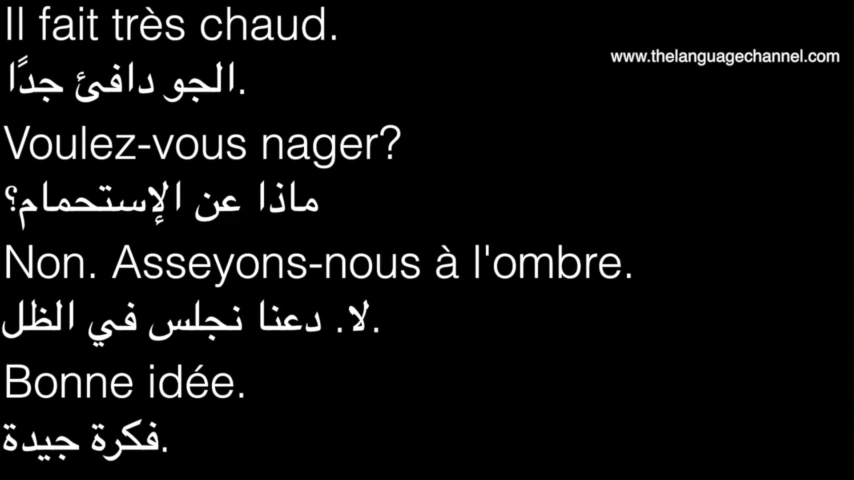 Il fait très chaud.
www.thelanguagechannel.com
الجو دافئ جدًا.
Voulez-vous nager?
ماذا عن الإستحمام؟
Non. Asseyons-nous à l'ombre.
لا. دعنا نجلس في الظل.
Bonne idée.
فكرة جيدة.